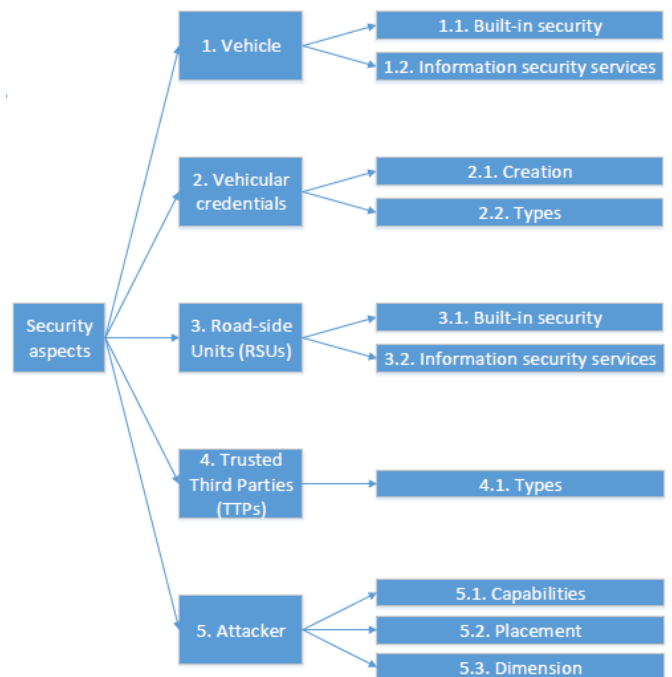 1. Vehicle
1.1. Built-in security
1.2. Information security services
2. Vehicular
credentials
2.1. Creation
2.2. Types
Security
aspects
3. Road-side
Units (RSUs)
3.1. Built-in security
3.2. Information security services
4. Trusted
Third Parties
(TTPs)
4.1. Types
5. Attacker
5.1. Capabilities
5.2. Placement
5.3. Dimension